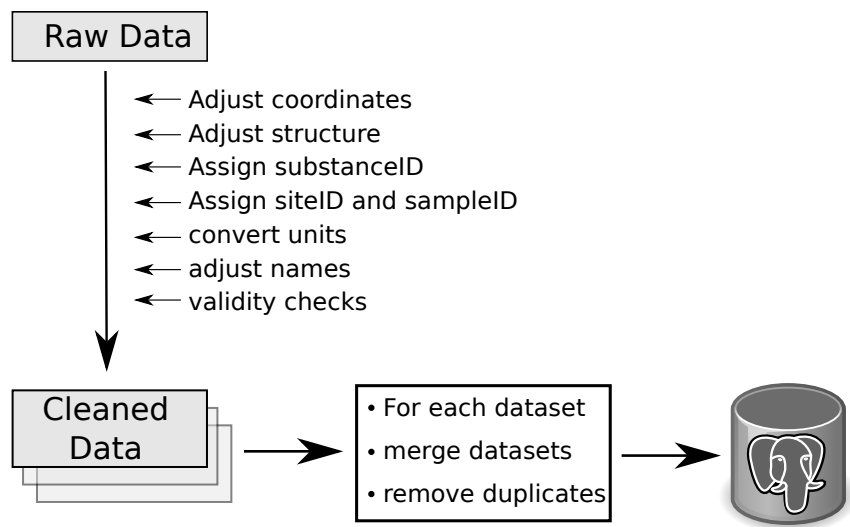 Raw Data
Adjust coordinates
Adjust structure
Assign substanceID
Assign siteID and sampleID
convert units
adjust names
validity checks
Cleaned
Data
• For each dataset
• merge datasets
• remove duplicates